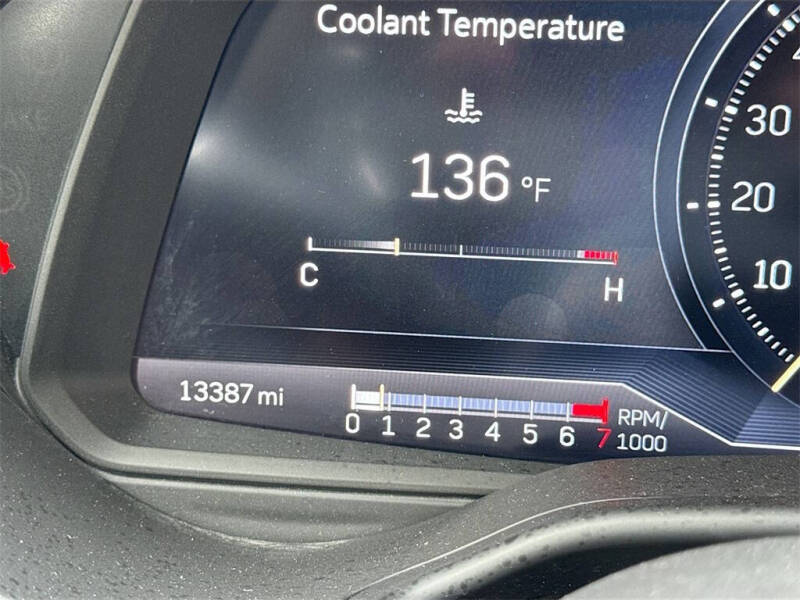 Coolant Temperature
136 °F
C H
30
20
10
13387 mi
0 1 2 3 4 5 6 7
RPM/
1000